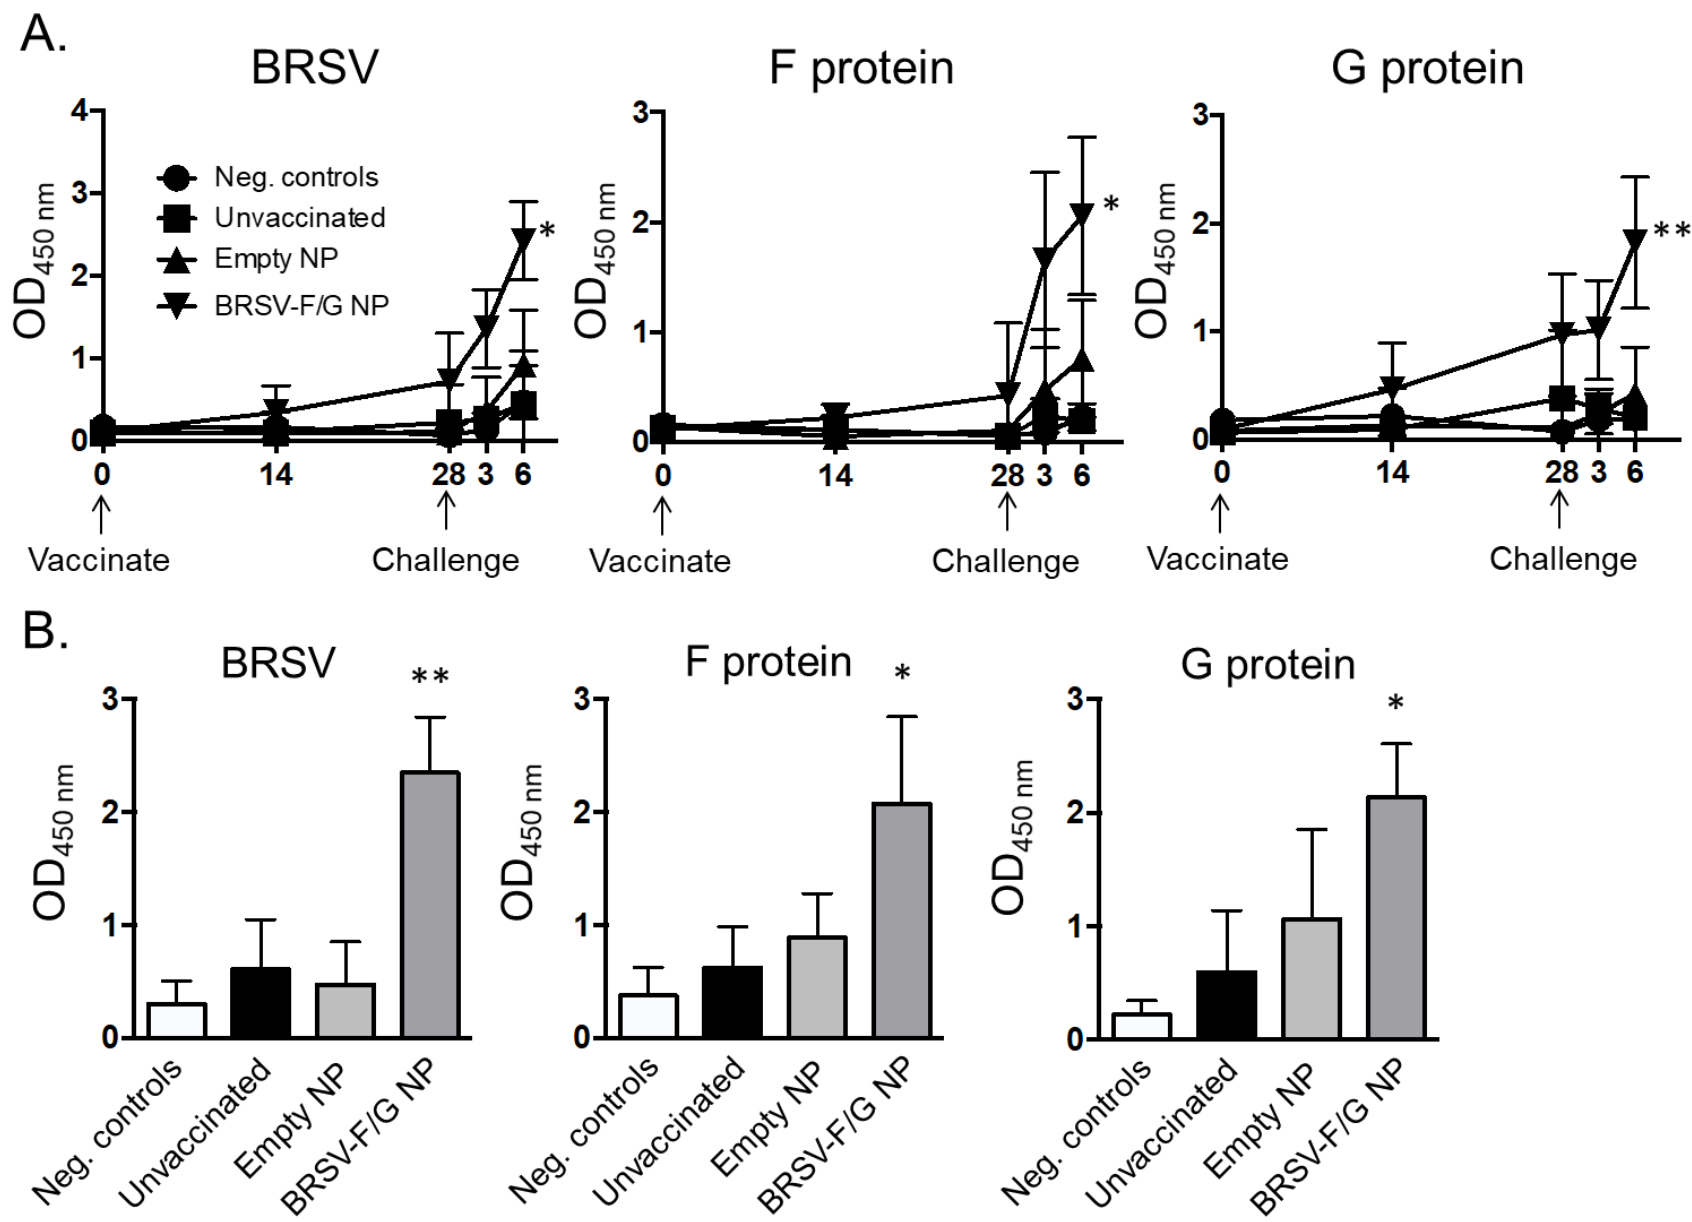 A.
BRSV
F protein
G protein
4
3
2
1
0
OD450 nm
Neg. controls
Unvaccinated
Empty NP
BRSV-F/G NP
*
0 14 28 3 6
Vaccinate
Challenge
3
2
1
0
OD450 nm
*
0 14 28 3 6
Vaccinate
Challenge
3
2
1
0
OD450 nm
**
0 14 28 3 6
Vaccinate
Challenge
B.
BRSV
**
3
2
1
0
OD450 nm
Neg. controls
Unvaccinated
Empty NP
BRSV-F/G NP
F protein
*
3
2
1
0
OD450 nm
Neg. controls
Unvaccinated
Empty NP
BRSV-F/G NP
G protein
*
3
2
1
0
OD450 nm
Neg. controls
Unvaccinated
Empty NP
BRSV-F/G NP